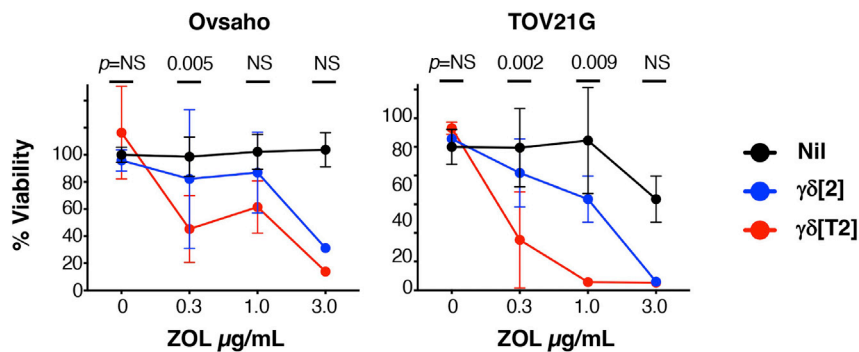 Ovsaho
TOV21G
p=NS 0.005 NS NS
p=NS 0.002 0.009 NS
% Viability
100
80
60
40
20
0
100
80
60
40
20
0
0 0.3 1.0 3.0
0 0.3 1.0 3.0
ZOL µg/mL
ZOL µg/mL
Nil
γδ[2]
γδ[T2]